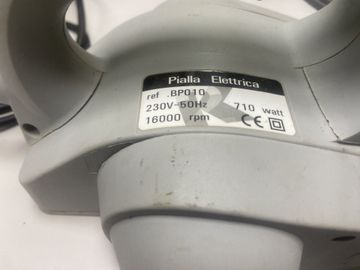 Pialla Elettrica
ref .BP010
230V-50Hz 710 watt
16000 rpm CE